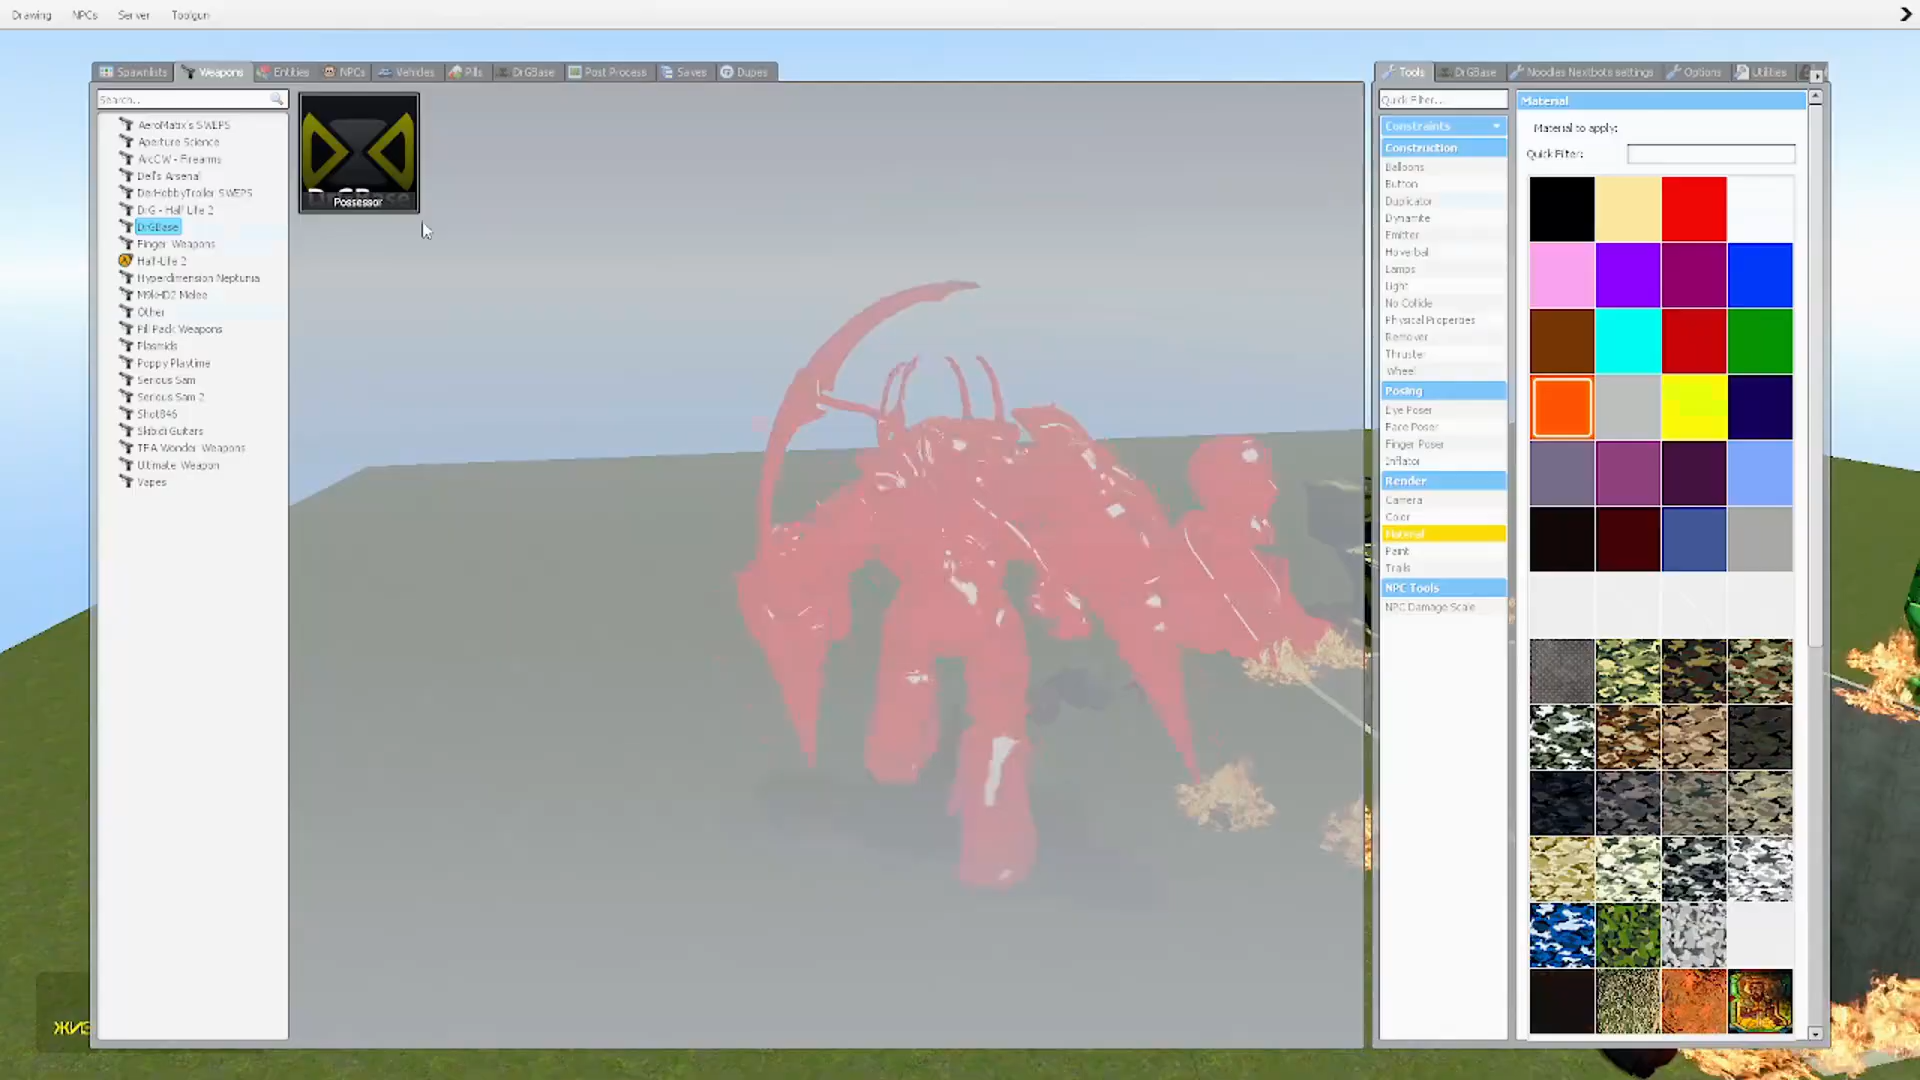 Drawing NPCs Server Toolgun
Spawnlists Weapons Entities NPCs Vehicles Pills DrGBase Post Process Saves Dupes
Tools DrGBase Noodles Nextbots settings Options Utilities
Search...
AeroMatix's SWEPS
Aperture Science
ArcCW - Firearms
Dell's Arsenal
DerHobbyTroller SWEPS
DrG - Half Life 2
DrGBase
Finger Weapons
Half-Life 2
Hyperdimension Neptunia
M9kHD2 Melee
Other
Pill Pack Weapons
Plasmids
Poppy Playtime
Serious Sam
Serious Sam 2
Shot846
Skibidi Guitars
TFA Wonder Weapons
Ultimate Weapon
Vapes
DrGBase
Possessor
Quick Filter...
Constraints
Construction
Balloons
Button
Duplicator
Dynamite
Emitter
Hoverball
Lamps
Light
No Collide
Physical Properties
Remover
Thruster
Wheel
Posing
Eye Poser
Face Poser
Finger Poser
Inflator
Render
Camera
Color
Material
Paint
Trails
NPC Tools
NPC Damage Scale
Material
Material to apply:
Quick Filter: